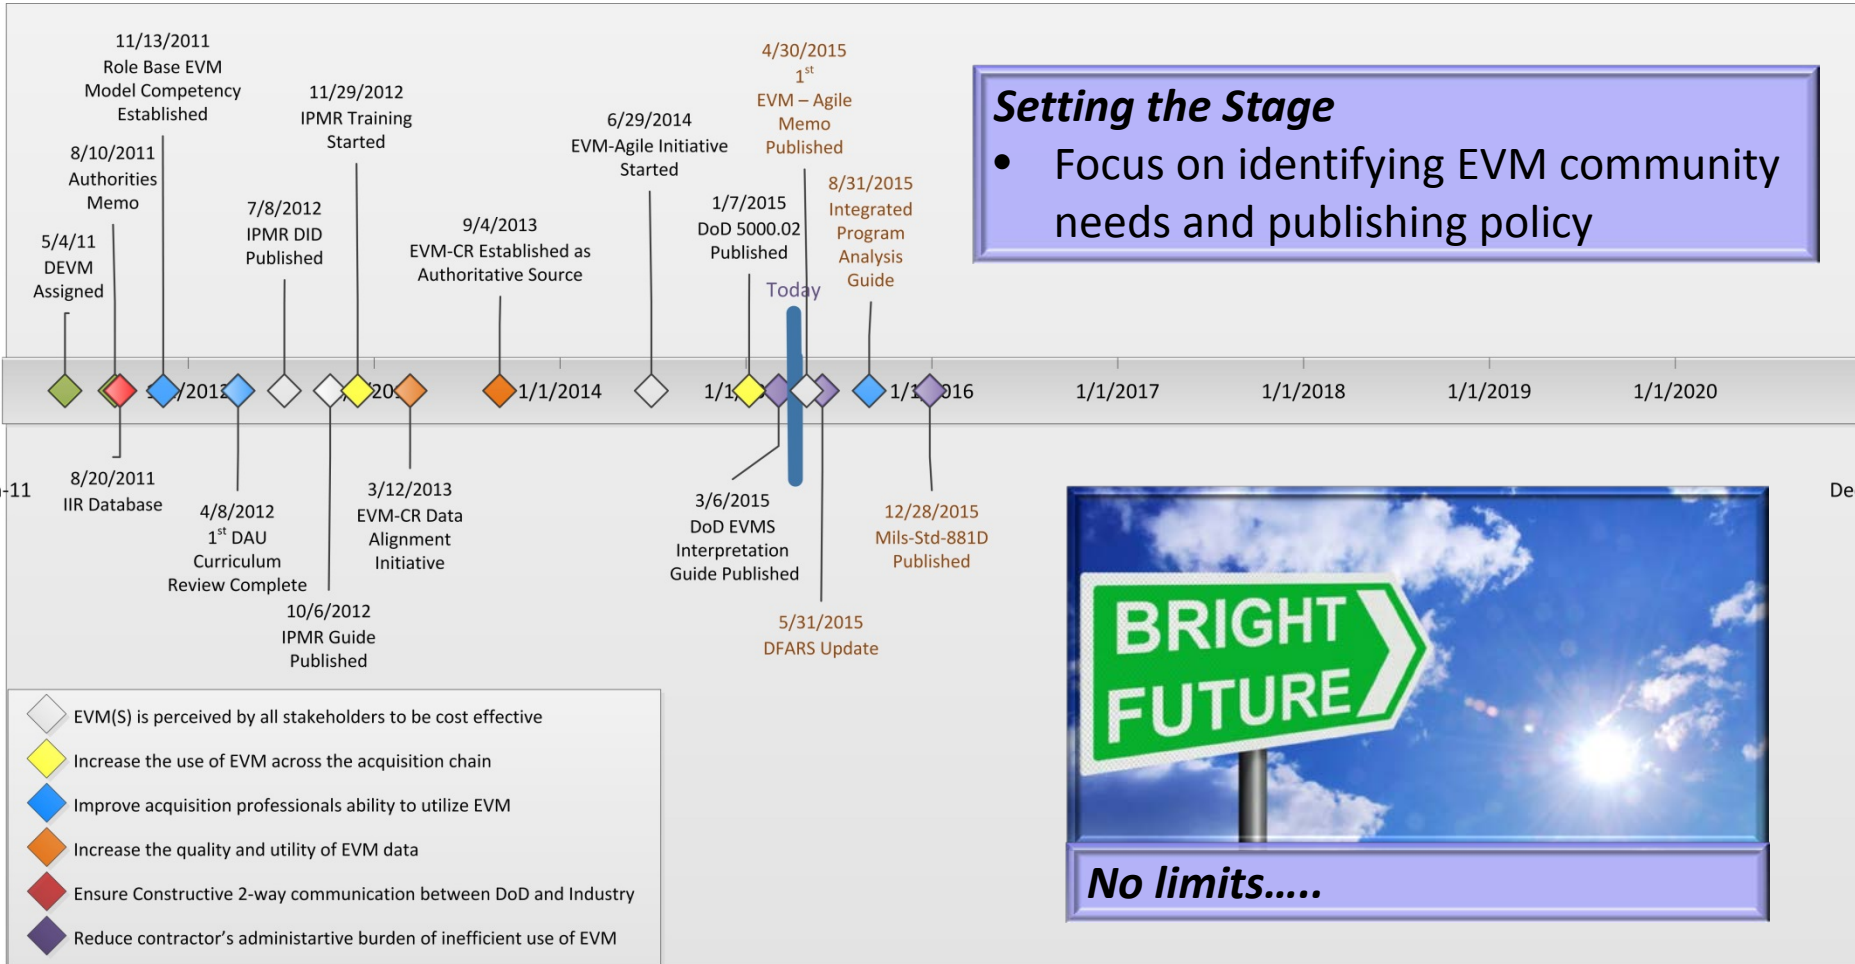 11/13/2011
Role Base EVM
Model Competency
Established
8/10/2011
Authorities
Memo
5/4/11
DEVM
Assigned
11/29/2012
IPMR Training
Started
7/8/2012
IPMR DID
Published
9/4/2013
EVM-CR Established as
Authoritative Source
6/29/2014
EVM-Agile Initiative
Started
1/7/2015
DoD 5000.02
Published
4/30/2015
1st
EVM – Agile
Memo
Published
8/31/2015
Integrated
Program
Analysis
Guide
Today
Setting the Stage
• Focus on identifying EVM community
needs and publishing policy
1/1/2014
1/1/2017
1/1/2018
1/1/2019
1/1/2020
-11
8/20/2011
IIR Database
4/8/2012
1st DAU
Curriculum
Review Complete
10/6/2012
IPMR Guide
Published
3/12/2013
EVM-CR Data
Alignment
Initiative
3/6/2015
DoD EVMS
Interpretation
Guide Published
5/31/2015
DFARS Update
12/28/2015
Mils-Std-881D
Published
De
BRIGHT
FUTURE
No limits.....
EVM(S) is perceived by all stakeholders to be cost effective
Increase the use of EVM across the acquisition chain
Improve acquisition professionals ability to utilize EVM
Increase the quality and utility of EVM data
Ensure Constructive 2-way communication between DoD and Industry
Reduce contractor's administartive burden of inefficient use of EVM